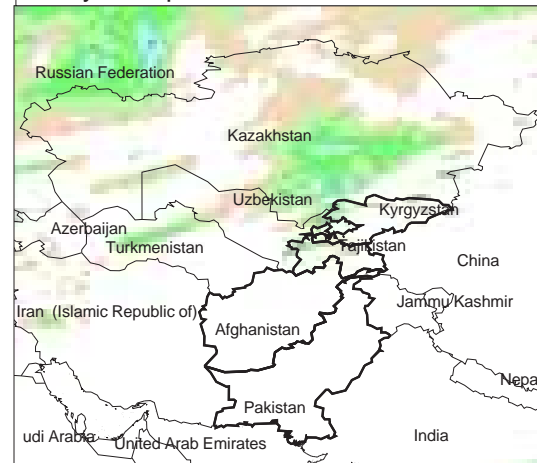 Russian Federation
Kazakhstan
Uzbekistan
Kyrgyzstan
Azerbaijan
Turkmenistan
Tajikistan
China
Iran (Islamic Republic of)
Jammu Kashmir
Afghanistan
Nepa
Pakistan
udi Arabia
United Arab Emirates
India